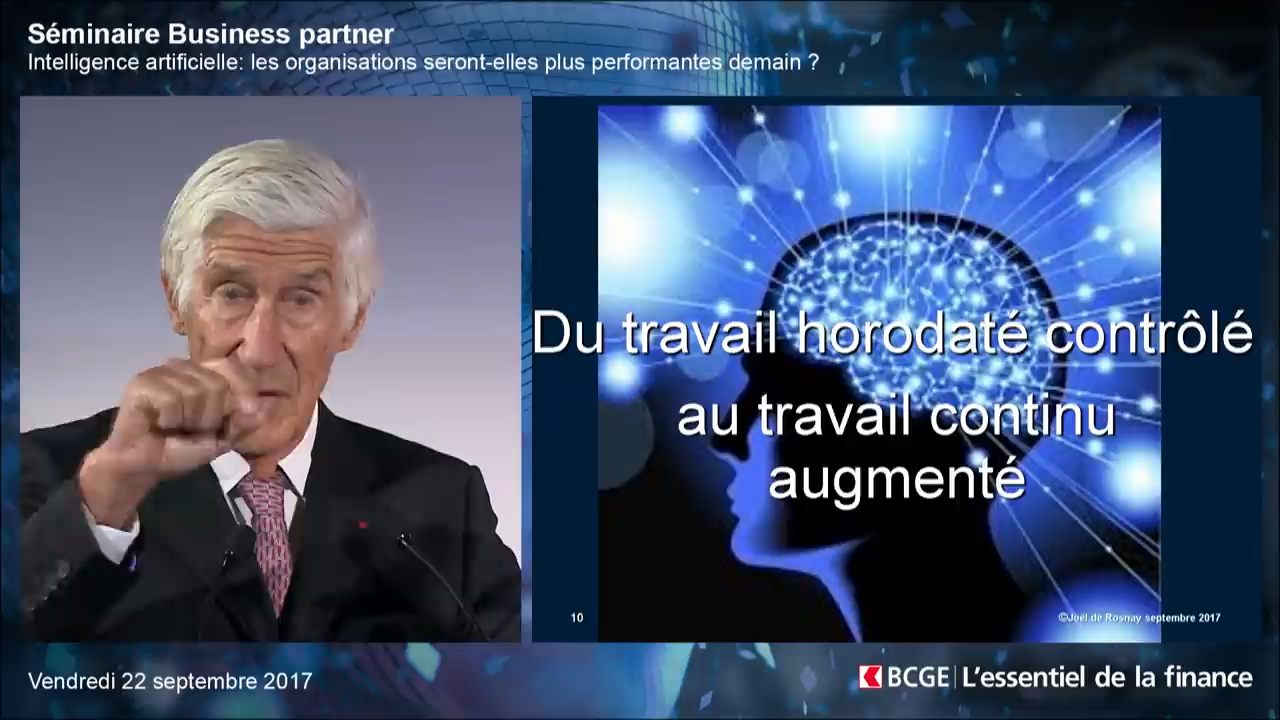 Séminaire Business partner
Intelligence artificielle: les organisations seront-elles plus performantes demain ?
Du travail horodaté contrôlé
au travail continu
augmenté
10
©Joël de Rosnay septembre 2017
Vendredi 22 septembre 2017
BCGE L'essentiel de la finance